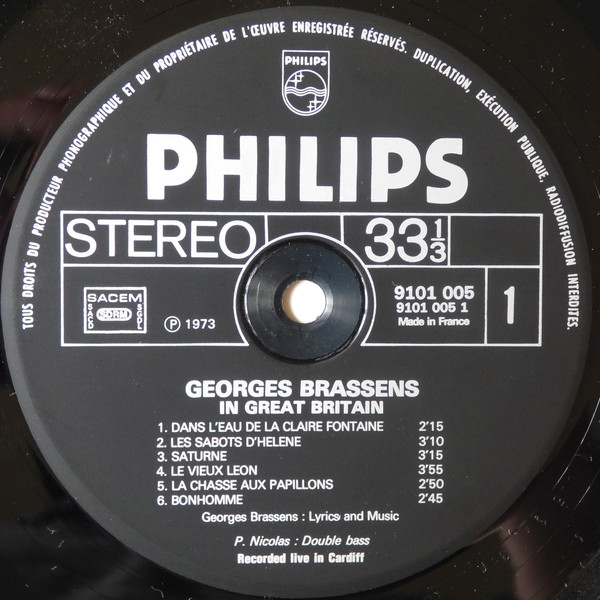 TOUS DROITS DU PRODUCTEUR PHONOGRAPHIQUE ET DU PROPRIÉTAIRE DE L'ŒUVRE ENREGISTRÉE RÉSERVÉS. DUPLICATION, EXÉCUTION PUBLIQUE, RADIODIFFUSION INTERDITES.
PHILIPS
PHILIPS
STEREO 33 1/3
SACEM
SACD SDRM SGDL
℗ 1973
9101 005
9101 005 1
Made in France
1
GEORGES BRASSENS
IN GREAT BRITAIN
1. DANS L'EAU DE LA CLAIRE FONTAINE 2'15
2. LES SABOTS D'HELENE 3'10
3. SATURNE 3'15
4. LE VIEUX LEON 3'55
5. LA CHASSE AUX PAPILLONS 2'50
6. BONHOMME 2'45
Georges Brassens : Lyrics and Music
P. Nicolas : Double bass
Recorded live in Cardiff